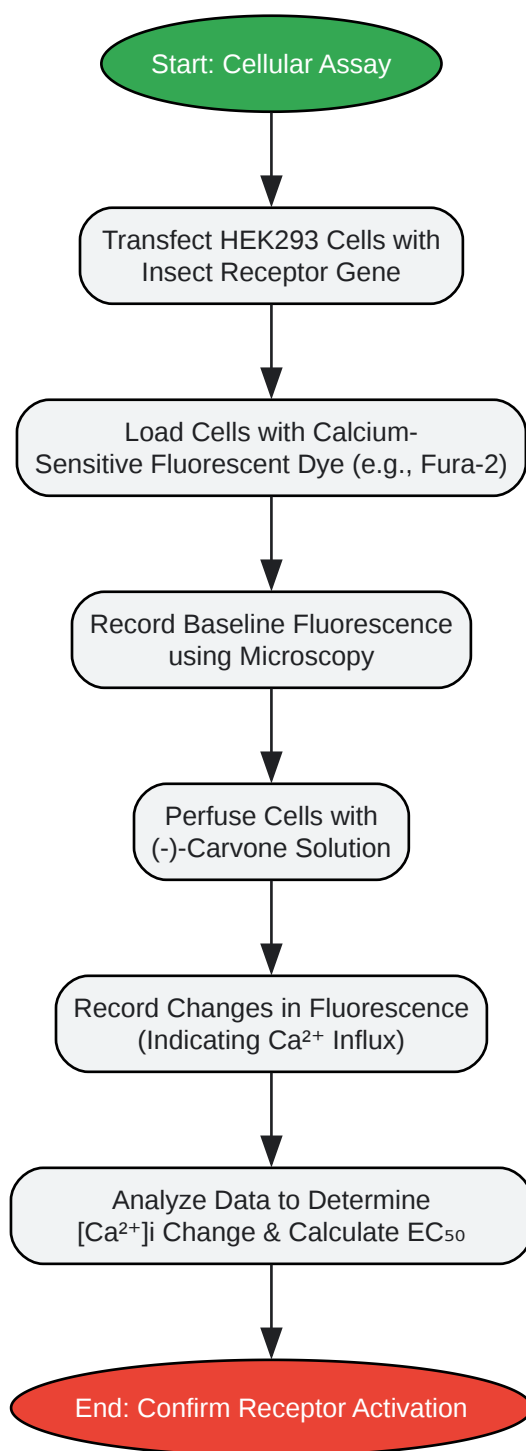 Start: Cellular Assay
Transfect HEK293 Cells with
Insect Receptor Gene
Load Cells with Calcium-
Sensitive Fluorescent Dye (e.g., Fura-2)
Record Baseline Fluorescence
using Microscopy
Perfuse Cells with
(-)-Carvone Solution
Record Changes in Fluorescence
(Indicating Ca²⁺ Influx)
Analyze Data to Determine
[Ca²⁺]i Change & Calculate EC₅₀
End: Confirm Receptor Activation